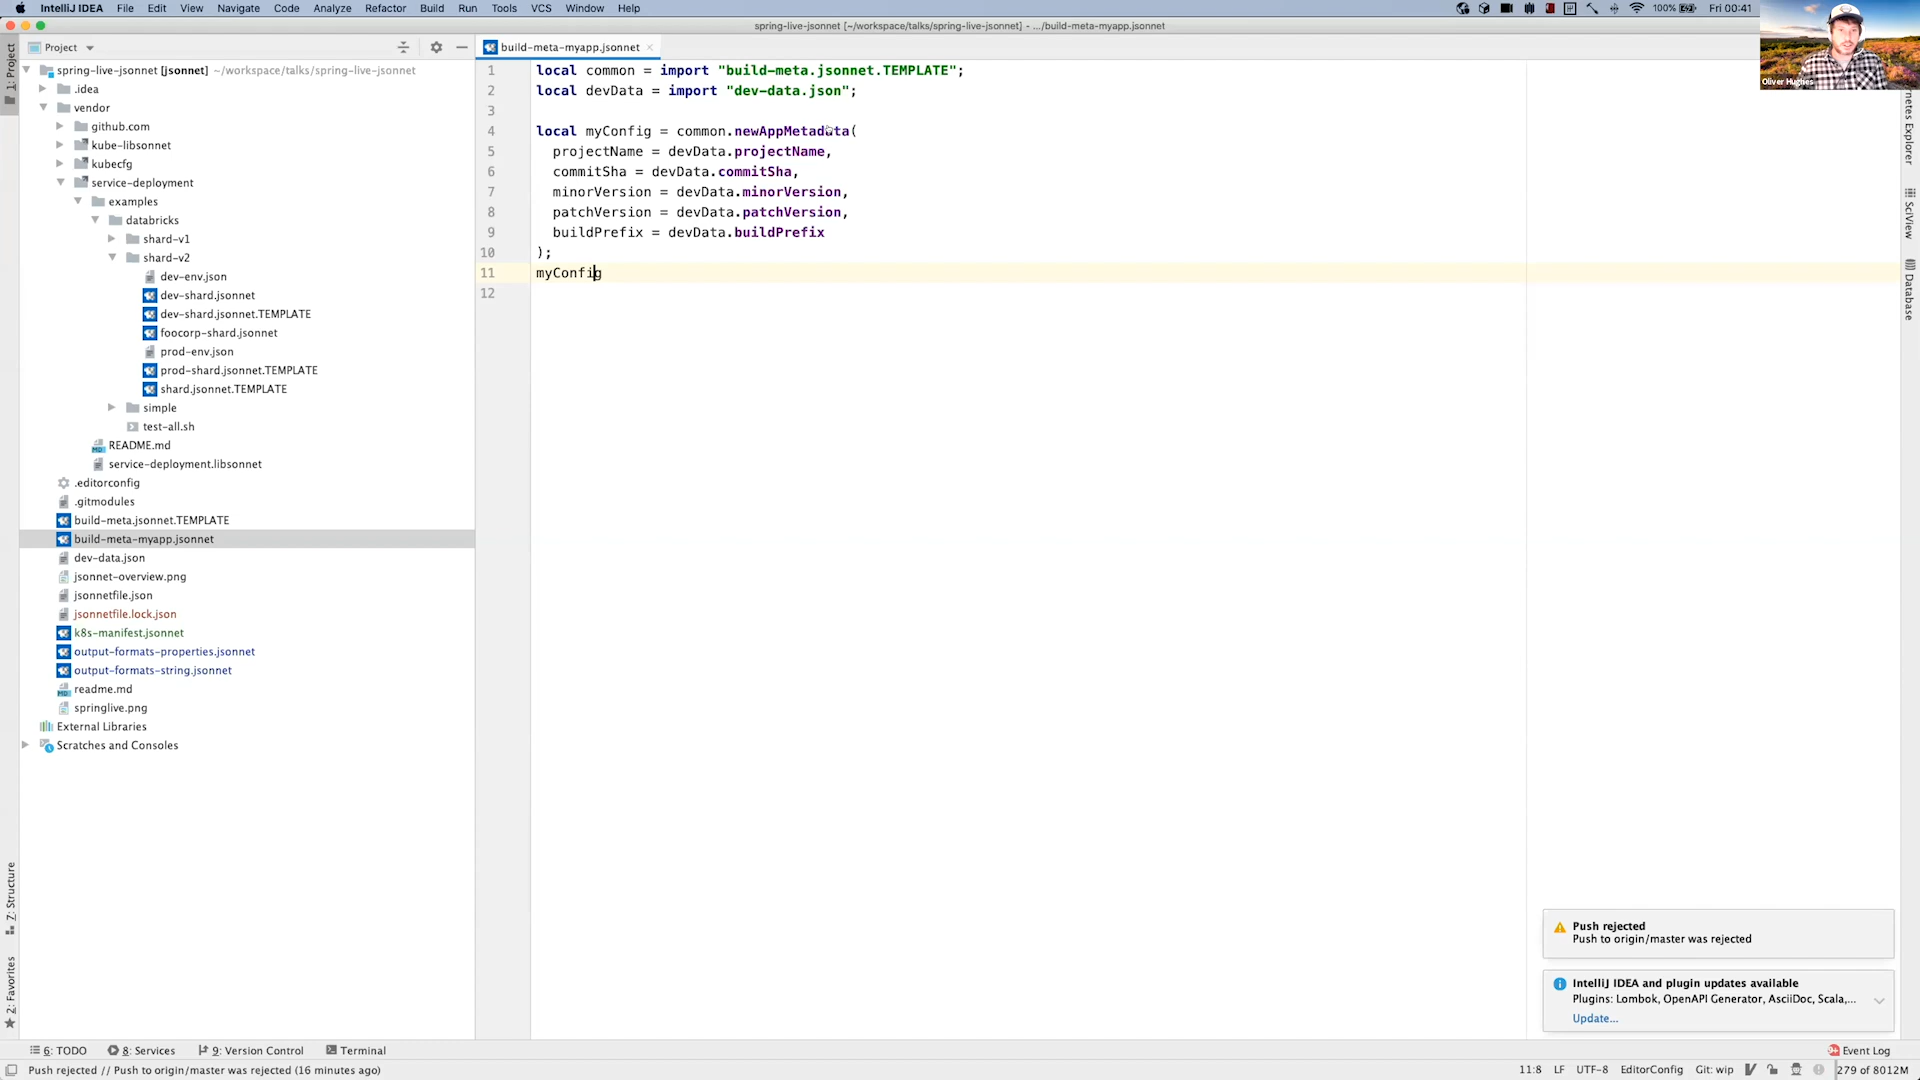 IntelliJ IDEA File Edit View Navigate Code Analyze Refactor Build Run Tools VCS Window Help
100% Fri 00:41
spring-live-jsonnet [~/workspace/talks/spring-live-jsonnet] - .../build-meta-myapp.jsonnet
Oliver Hughes
1: Project
Project
spring-live-jsonnet [jsonnet] ~/workspace/talks/spring-live-jsonnet
.idea
vendor
github.com
kube-libsonnet
kubecfg
service-deployment
examples
databricks
shard-v1
shard-v2
dev-env.json
dev-shard.jsonnet
dev-shard.jsonnet.TEMPLATE
foocorp-shard.jsonnet
prod-env.json
prod-shard.jsonnet.TEMPLATE
shard.jsonnet.TEMPLATE
simple
test-all.sh
README.md
service-deployment.libsonnet
.editorconfig
.gitmodules
build-meta.jsonnet.TEMPLATE
build-meta-myapp.jsonnet
dev-data.json
jsonnet-overview.png
jsonnetfile.json
jsonnetfile.lock.json
k8s-manifest.jsonnet
output-formats-properties.jsonnet
output-formats-string.jsonnet
readme.md
springlive.png
External Libraries
Scratches and Consoles
7: Structure
2: Favorites
build-meta-myapp.jsonnet
1 local common = import "build-meta.jsonnet.TEMPLATE";
2 local devData = import "dev-data.json";
3
4 local myConfig = common.newAppMetadata(
5 projectName = devData.projectName,
6 commitSha = devData.commitSha,
7 minorVersion = devData.minorVersion,
8 patchVersion = devData.patchVersion,
9 buildPrefix = devData.buildPrefix
10 );
11 myConfig
12
netes Explorer
SciView
Database
Push rejected
Push to origin/master was rejected
IntelliJ IDEA and plugin updates available
Plugins: Lombok, OpenAPI Generator, AsciiDoc, Scala,...
Update...
6: TODO 8: Services 9: Version Control Terminal
Event Log
Push rejected // Push to origin/master was rejected (16 minutes ago)
11:8 LF UTF-8 EditorConfig Git: wip 279 of 8012M